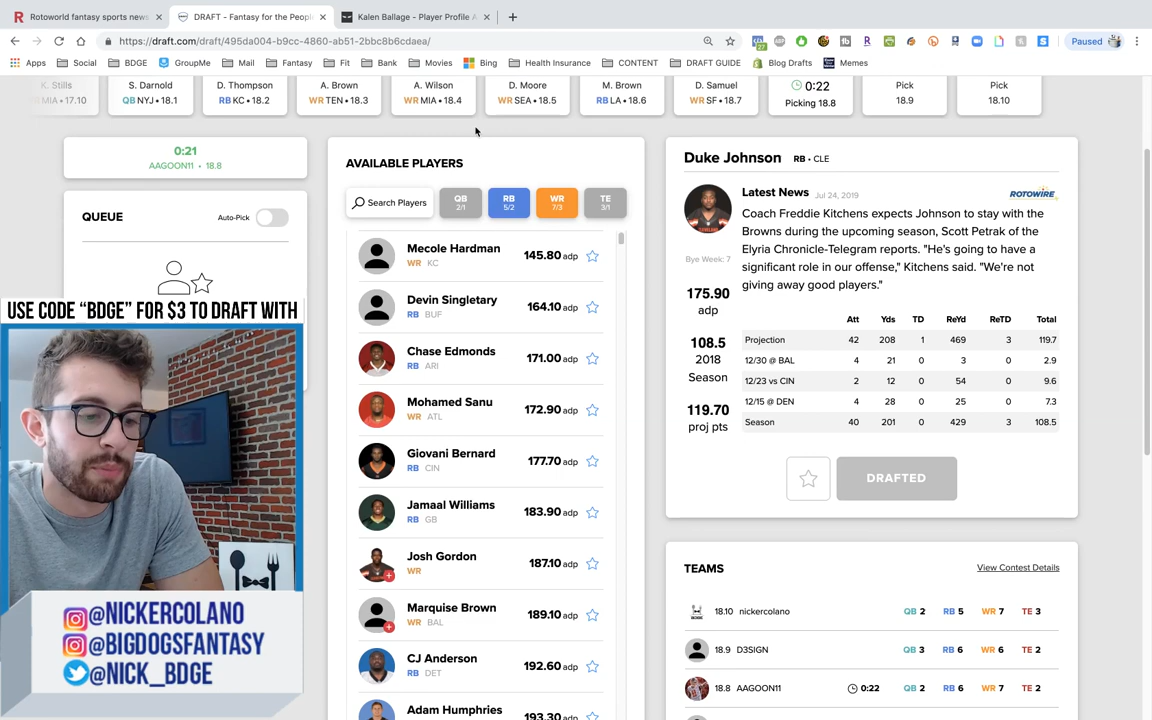 Rotoworld fantasy sports news
DRAFT - Fantasy for the Peopl
Kalen Ballage - Player Profile A
https://draft.com/draft/495da004-b9cc-4860-ab51-2bbc8b6cdaea/
27
Paused
Apps Social BDGE GroupMe Mail Fantasy Fit Bank Movies Bing Health Insurance CONTENT DRAFT GUIDE Blog Drafts Memes
K. Stills S. Darnold D. Thompson A. Brown A. Wilson D. Moore M. Brown D. Samuel 0:22 Pick Pick
MIA • 17.10 QB NYJ • 18.1 RB KC • 18.2 WR TEN • 18.3 WR MIA • 18.4 WR SEA • 18.5 RB LA • 18.6 WR SF • 18.7 Picking 18.8 18.9 18.10
0:21
AAGOON11 • 18.8
QUEUE Auto-Pick
AVAILABLE PLAYERS
Search Players
QB 2/1
RB 5/2
WR 7/3
TE 3/1
Mecole Hardman 145.80 adp
WR KC
Devin Singletary 164.10 adp
RB BUF
Chase Edmonds 171.00 adp
RB ARI
Mohamed Sanu 172.90 adp
WR ATL
Giovani Bernard 177.70 adp
RB CIN
Jamaal Williams 183.90 adp
RB GB
Josh Gordon 187.10 adp
WR
Marquise Brown 189.10 adp
WR BAL
CJ Anderson 192.60 adp
RB DET
Adam Humphries 193.30 adp
Duke Johnson RB • CLE
Latest News Jul 24, 2019
ROTOWIRE
Coach Freddie Kitchens expects Johnson to stay with the
Browns during the upcoming season, Scott Petrak of the
Elyria Chronicle-Telegram reports. "He's going to have a
significant role in our offense," Kitchens said. "We're not
giving away good players."
Bye Week: 7
175.90
adp
108.5
2018
Season
119.70
proj pts
Att Yds TD ReYd ReTD Total
Projection 42 208 1 469 3 119.7
12/30 @ BAL 4 21 0 3 0 2.9
12/23 vs CIN 2 12 0 54 0 9.6
12/15 @ DEN 4 28 0 25 0 7.3
Season 40 201 0 429 3 108.5
DRAFTED
TEAMS View Contest Details
18.10 nickercolano QB 2 RB 5 WR 7 TE 3
18.9 D3SIGN QB 3 RB 6 WR 6 TE 2
18.8 AAGOON11 0:22 QB 2 RB 6 WR 7 TE 2
USE CODE "BDGE" FOR $3 TO DRAFT WITH
@NICKERCOLANO
@BIGDOGSFANTASY
@NICK_BDGE